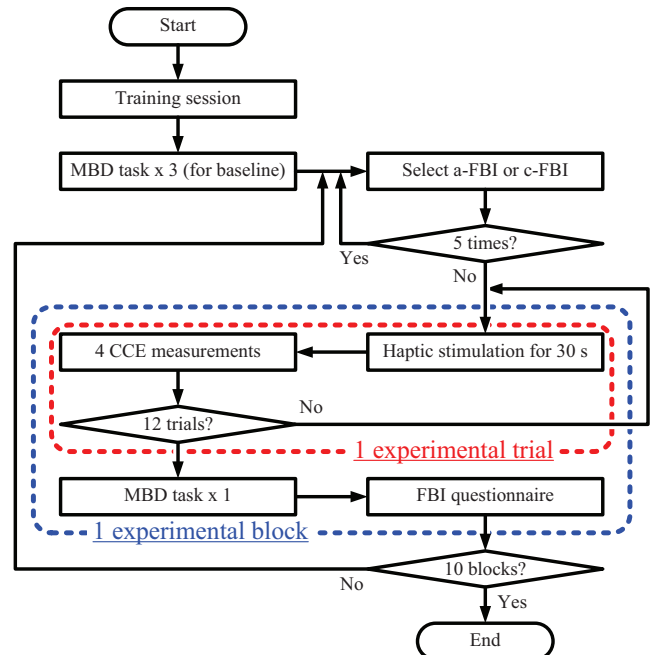 Start
Training session
MBD task x 3 (for baseline)
Select a-FBI or c-FBI
5 times?
Yes
No
4 CCE measurements
Haptic stimulation for 30 s
12 trials?
No
1 experimental trial
MBD task x 1
FBI questionnaire
1 experimental block
10 blocks?
No
Yes
End